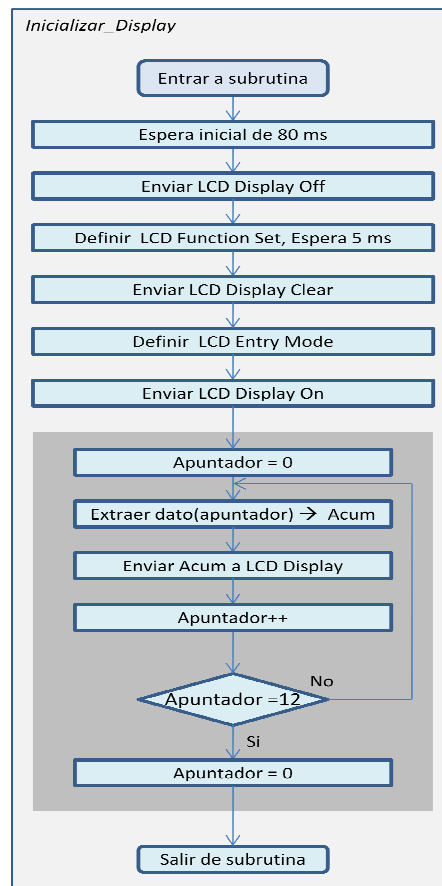 Inicializar_Display
Entrar a subrutina
Espera inicial de 80 ms
Enviar LCD Display Off
Definir LCD Function Set, Espera 5 ms
Enviar LCD Display Clear
Definir LCD Entry Mode
Enviar LCD Display On
Apuntador = 0
Extraer dato(apuntador) → Acum
Enviar Acum a LCD Display
Apuntador++
No
Apuntador =12
Si
Apuntador = 0
Salir de subrutina